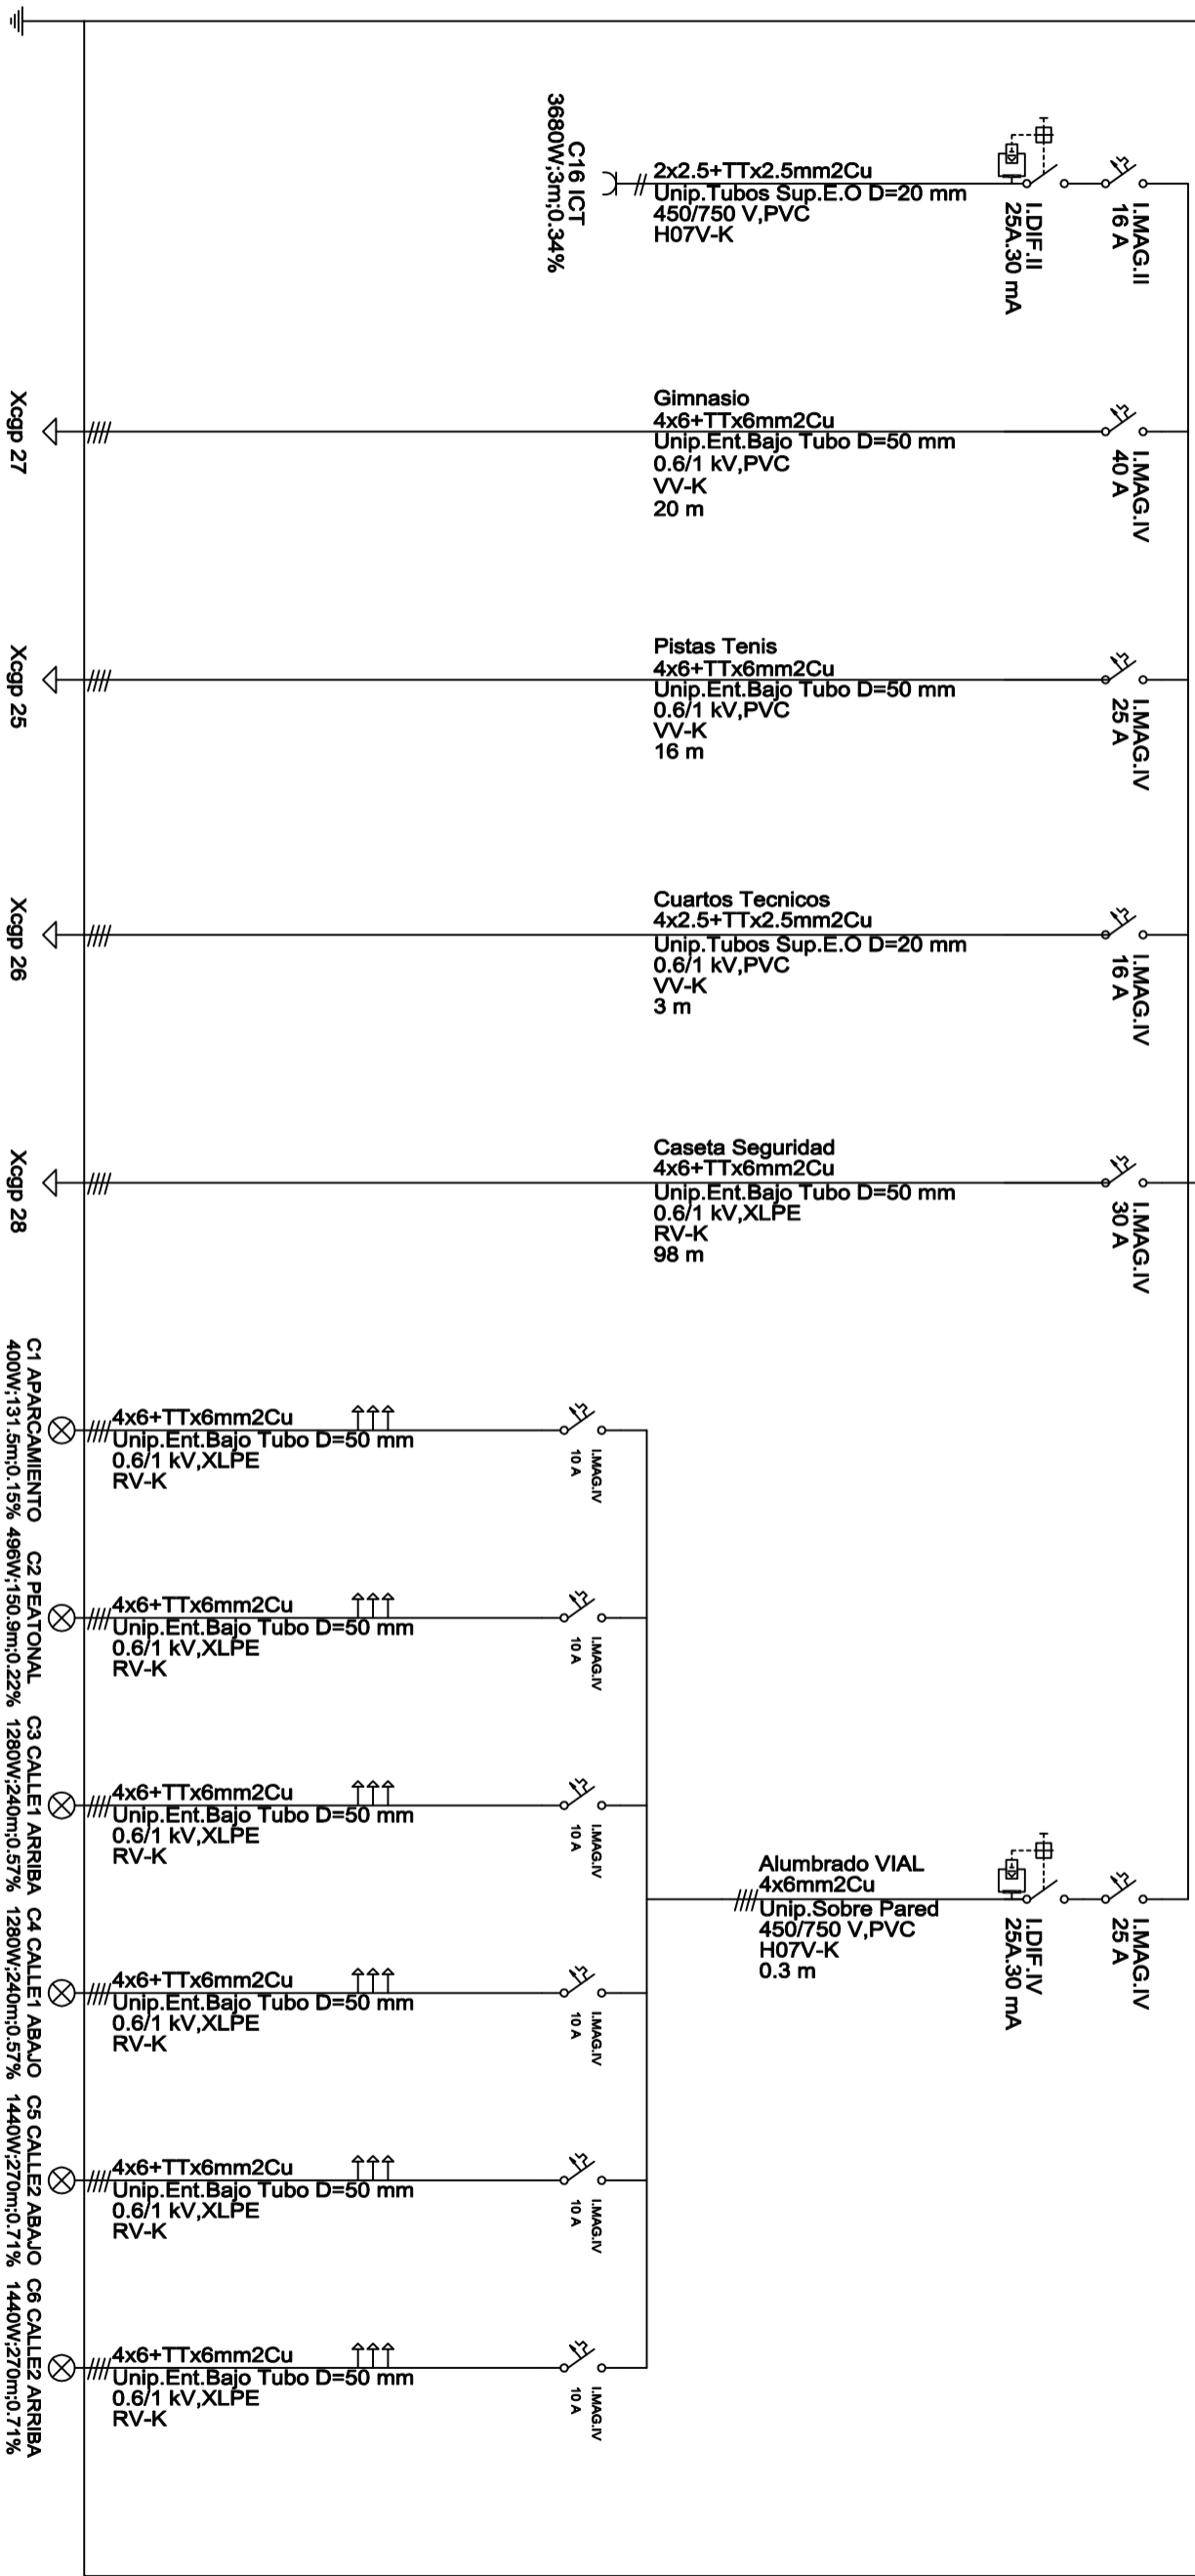 I.MAG.II
16 A
I.DIF.II
25A.30 mA
2x2.5+TTx2.5mm2Cu
Unip.Tubos Sup.E.O D=20 mm
450/750 V,PVC
H07V-K
C16 ICT
3680W;3m;0.34%
I.MAG.IV
40 A
Gimnasio
4x6+TTx6mm2Cu
Unip.Ent.Bajo Tubo D=50 mm
0.6/1 kV,PVC
VV-K
20 m
Xcgp 27
I.MAG.IV
25 A
Pistas Tenis
4x6+TTx6mm2Cu
Unip.Ent.Bajo Tubo D=50 mm
0.6/1 kV,PVC
VV-K
16 m
Xcgp 25
I.MAG.IV
16 A
Cuartos Tecnicos
4x2.5+TTx2.5mm2Cu
Unip.Tubos Sup.E.O D=20 mm
0.6/1 kV,PVC
VV-K
3 m
Xcgp 26
I.MAG.IV
30 A
Caseta Seguridad
4x6+TTx6mm2Cu
Unip.Ent.Bajo Tubo D=50 mm
0.6/1 kV,XLPE
RV-K
98 m
Xcgp 28
I.MAG.IV
25 A
I.DIF.IV
25A.30 mA
Alumbrado VIAL
4x6mm2Cu
Unip.Sobre Pared
450/750 V,PVC
H07V-K
0.3 m
I.MAG.IV
10 A
4x6+TTx6mm2Cu
Unip.Ent.Bajo Tubo D=50 mm
0.6/1 kV,XLPE
RV-K
C1 APARCAMIENTO
400W;131.5m;0.15%
I.MAG.IV
10 A
4x6+TTx6mm2Cu
Unip.Ent.Bajo Tubo D=50 mm
0.6/1 kV,XLPE
RV-K
C2 PEATONAL
496W;150.9m;0.22%
I.MAG.IV
10 A
4x6+TTx6mm2Cu
Unip.Ent.Bajo Tubo D=50 mm
0.6/1 kV,XLPE
RV-K
C3 CALLE1 ARRIBA
1280W;240m;0.57%
I.MAG.IV
10 A
4x6+TTx6mm2Cu
Unip.Ent.Bajo Tubo D=50 mm
0.6/1 kV,XLPE
RV-K
C4 CALLE1 ABAJO
1280W;240m;0.57%
I.MAG.IV
10 A
4x6+TTx6mm2Cu
Unip.Ent.Bajo Tubo D=50 mm
0.6/1 kV,XLPE
RV-K
C5 CALLE2 ABAJO
1440W;270m;0.71%
I.MAG.IV
10 A
4x6+TTx6mm2Cu
Unip.Ent.Bajo Tubo D=50 mm
0.6/1 kV,XLPE
RV-K
C6 CALLE2 ARRIBA
1440W;270m;0.71%